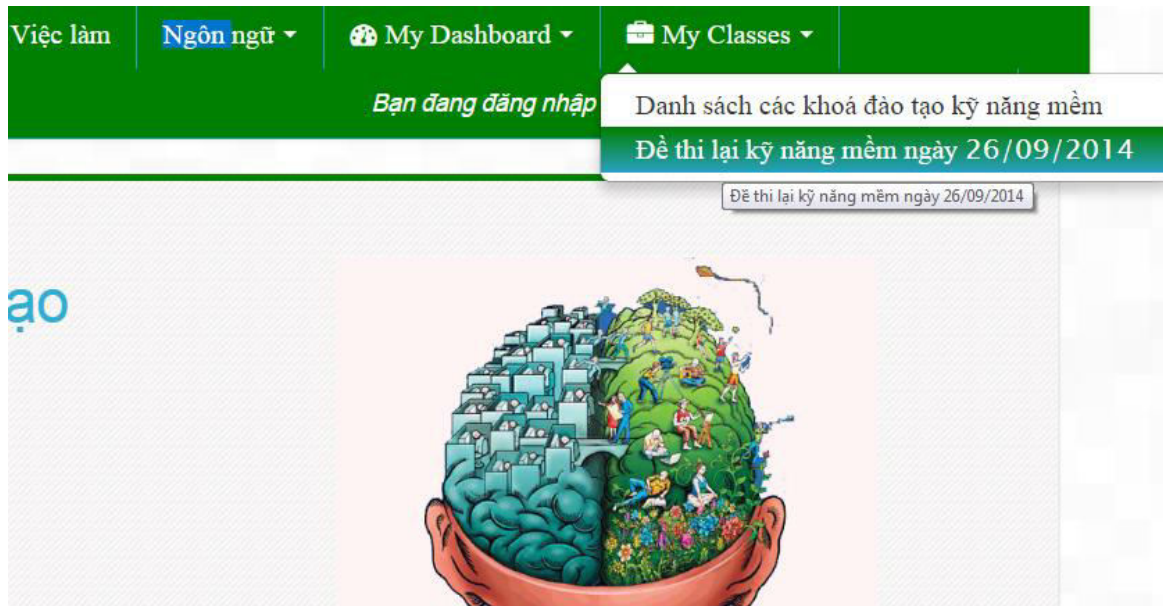 Việc làm Ngôn ngữ My Dashboard My Classes
Bạn đang đăng nhập
Danh sách các khoá đào tạo kỹ năng mềm
Đề thi lại kỹ năng mềm ngày 26/09/2014
Đề thi lại kỹ năng mềm ngày 26/09/2014
ạo